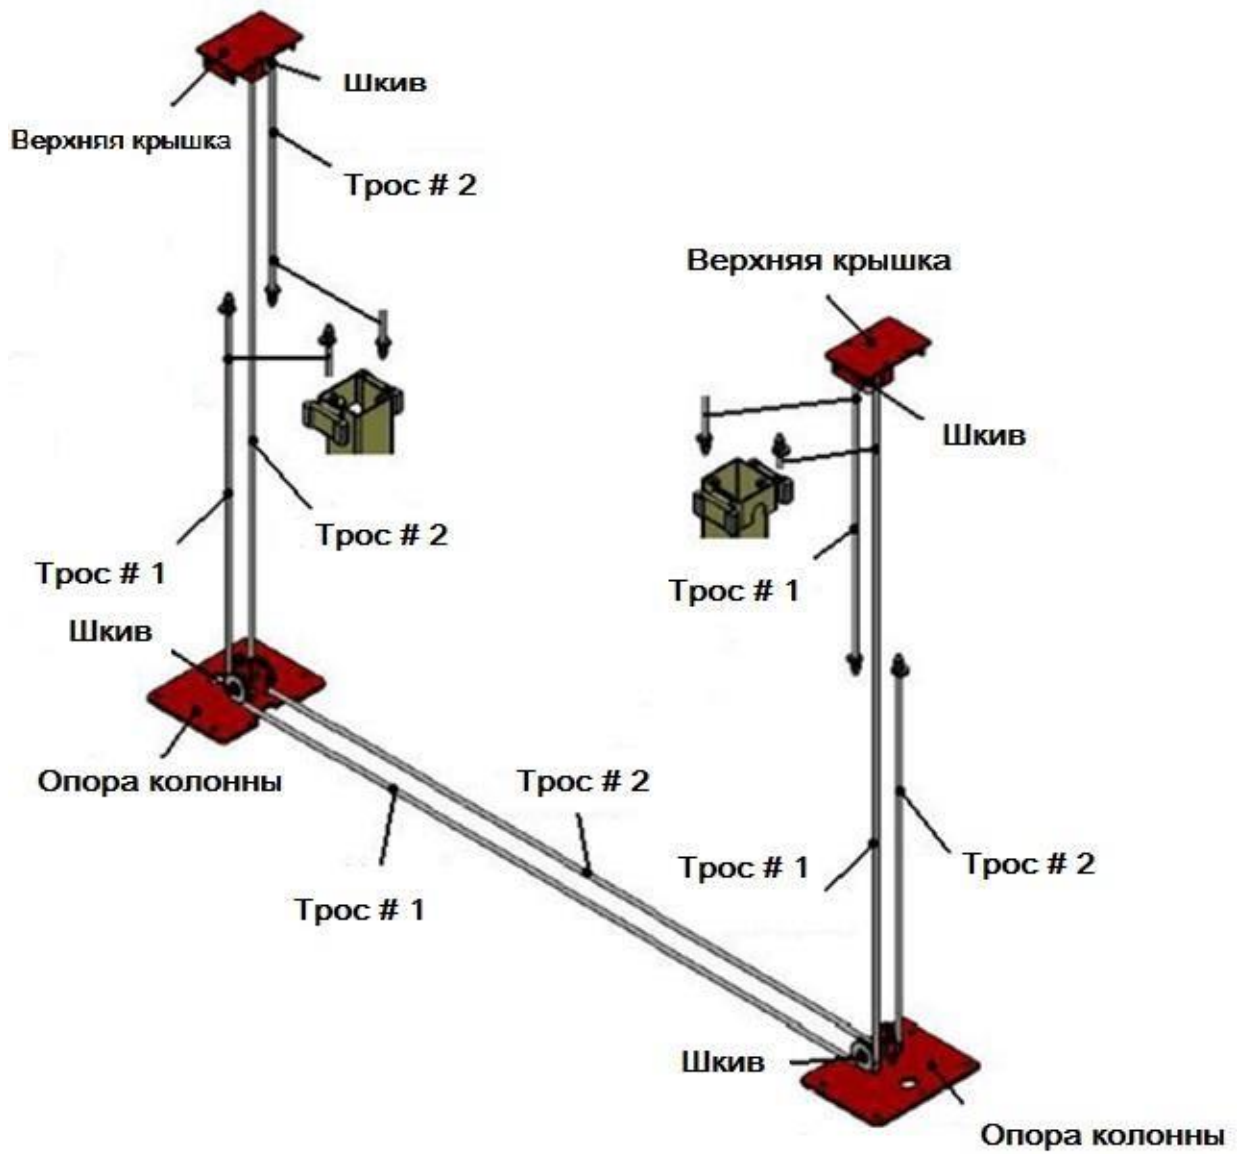 Шкив
Верхняя крышка
Трос # 2
Верхняя крышка
Шкив
Трос # 2
Трос # 1
Трос # 1
Шкив
Опора колонны
Трос # 2
Трос # 1
Трос # 2
Трос # 1
Шкив
Опора колонны